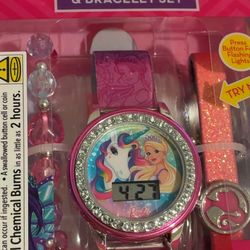 & BRACELET SET
PRESS
BUTTON FOR
FLASHING
LIGHTS!
TRY M
4:27
can occur if ingested.
al Chemical Burns in as little as 2 hours.
• A swallowed button cell or coin